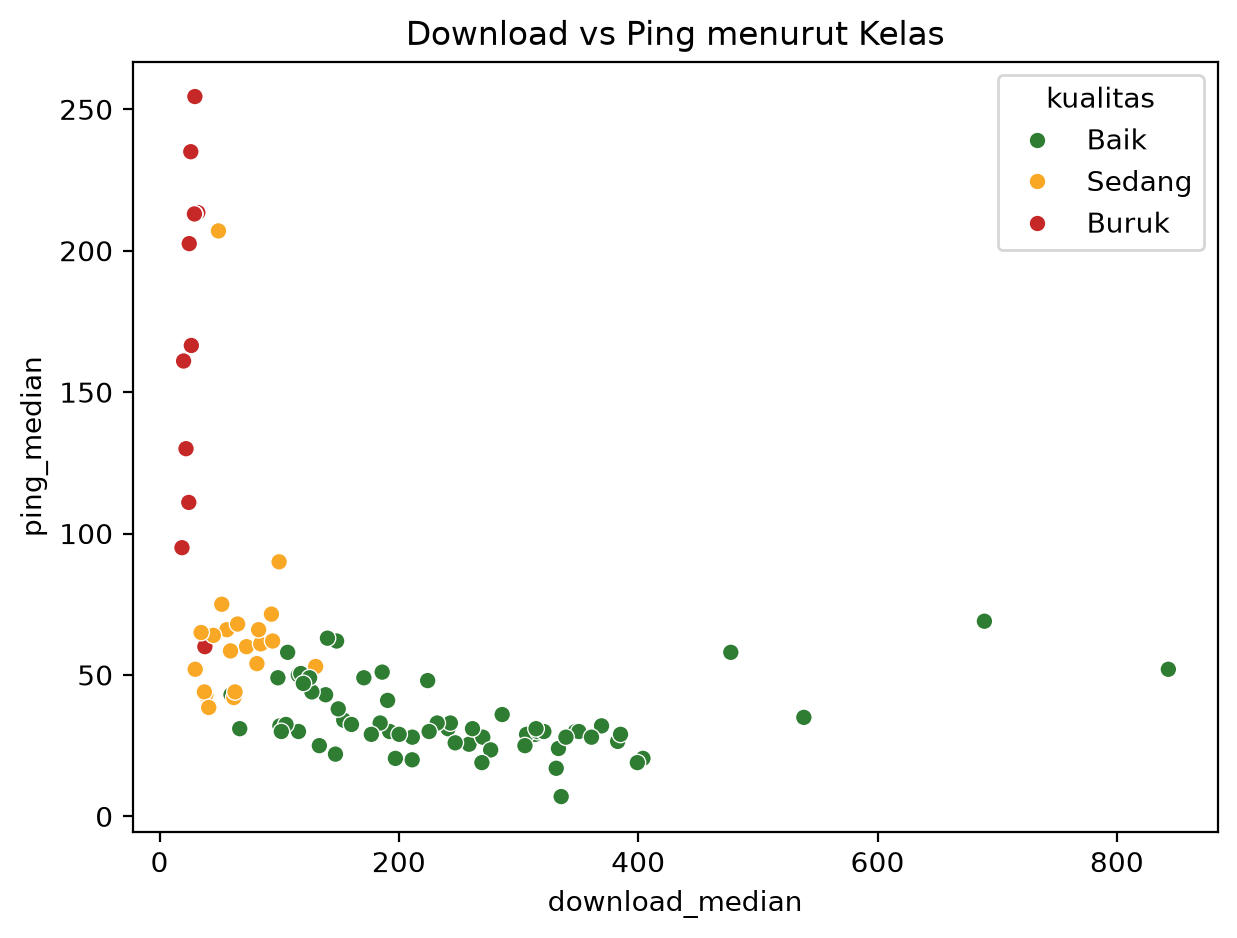 Download vs Ping menurut Kelas
kualitas
Baik
Sedang
Buruk
250
200
150
100
50
0
ping_median
0 200 400 600 800
download_median